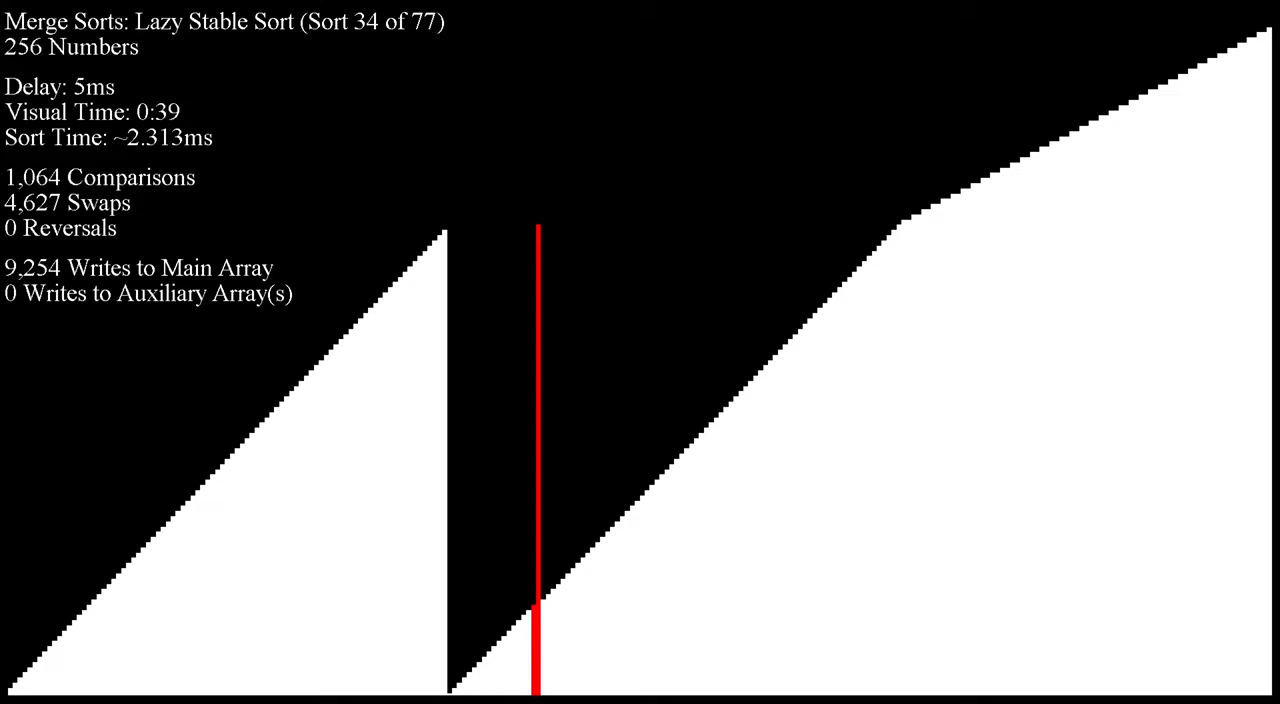 Merge Sorts: Lazy Stable Sort (Sort 34 of 77)
256 Numbers
Delay: 5ms
Visual Time: 0:39
Sort Time: ~2.313ms
1,064 Comparisons
4,627 Swaps
0 Reversals
9,254 Writes to Main Array
0 Writes to Auxiliary Array(s)